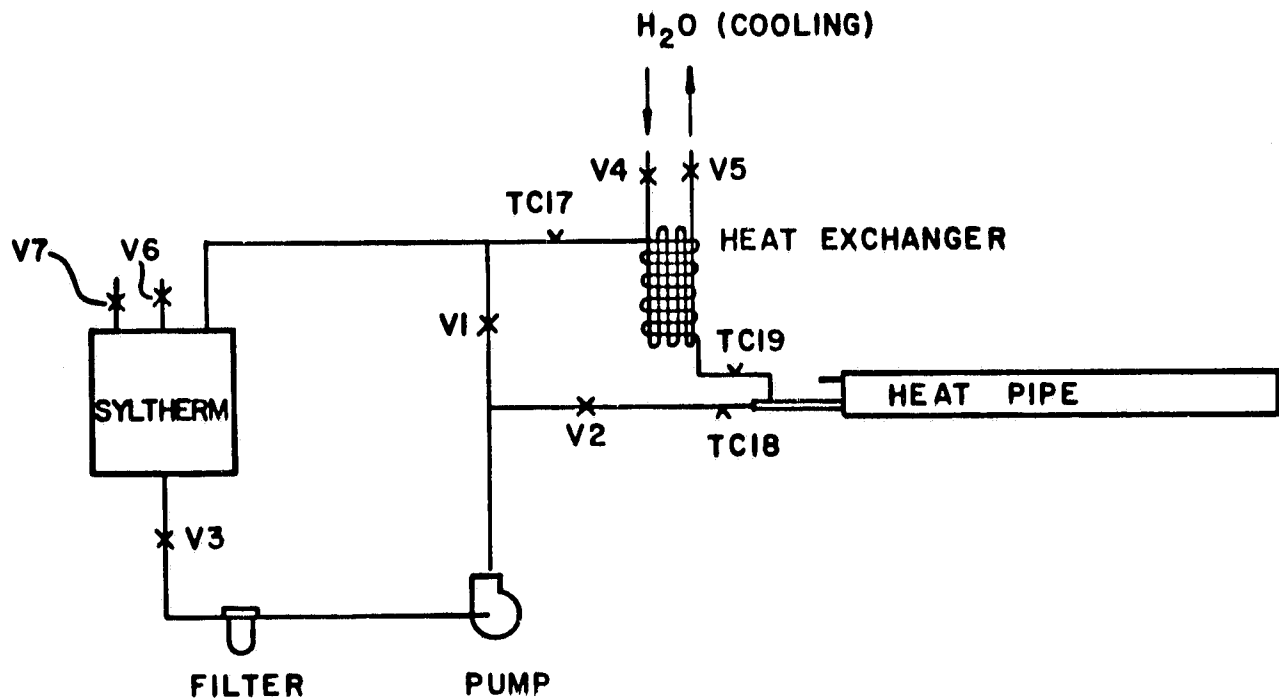 H₂O (COOLING)
V4
V5
TC17
HEAT EXCHANGER
V7
V6
V1
TC19
SYLTHERM
HEAT PIPE
V2
TC18
V3
FILTER
PUMP